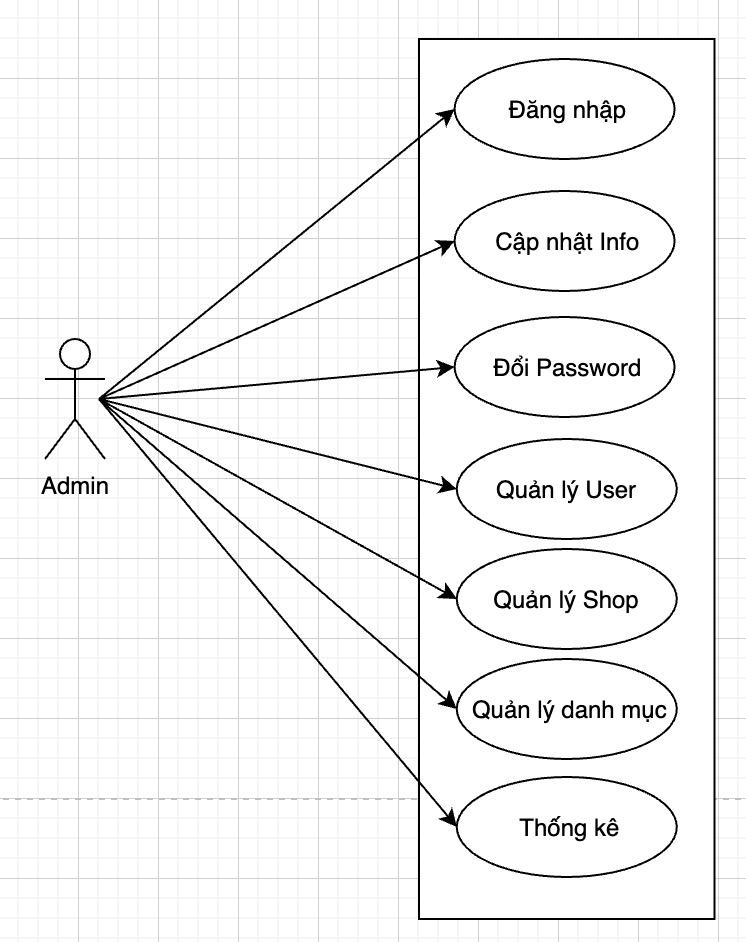 Đăng nhập
Cập nhật Info
Đổi Password
Admin
Quản lý User
Quản lý Shop
Quản lý danh mục
Thống kê